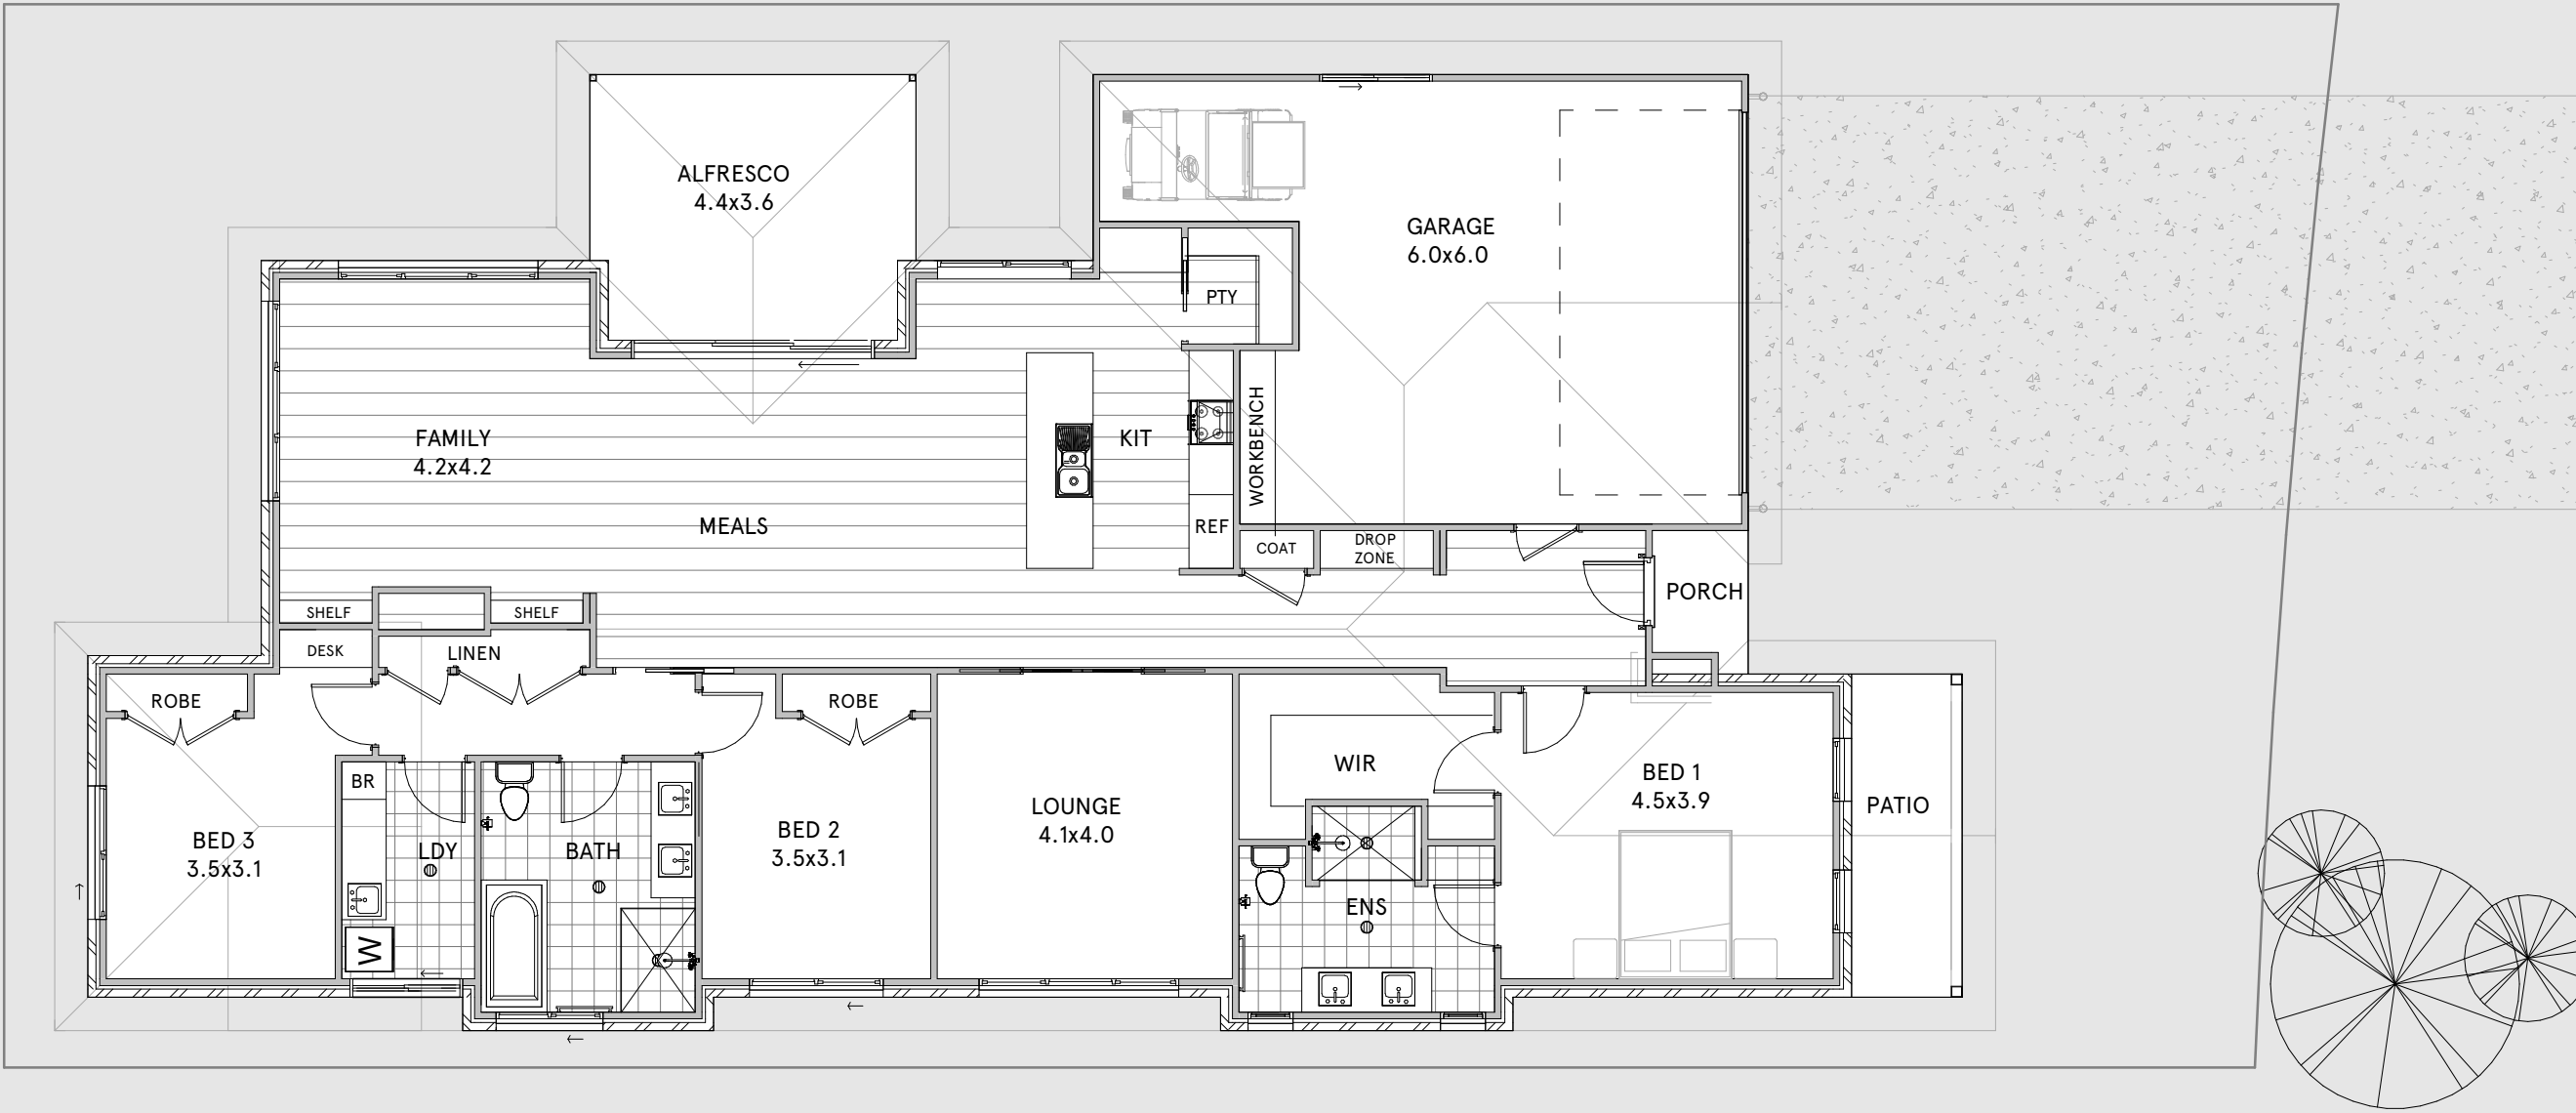 ALFRESCO
4.4x3.6
GARAGE
6.0x6.0
PTY
FAMILY
4.2x4.2
KIT
WORKBENCH
MEALS
REF
COAT
DROP
ZONE
PORCH
SHELF
SHELF
DESK
LINEN
ROBE
ROBE
BR
WIR
BED 1
4.5x3.9
PATIO
LOUNGE
4.1x4.0
BED 2
3.5x3.1
BED 3
3.5x3.1
LDY
BATH
ENS
W